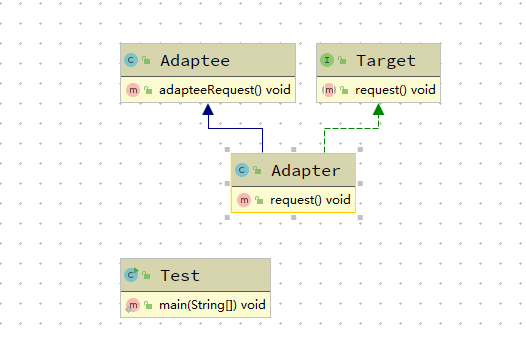 C Adaptee
m adapteeRequest() void
I Target
(m) request() void
C Adapter
m request() void
C Test
m main(String[]) void